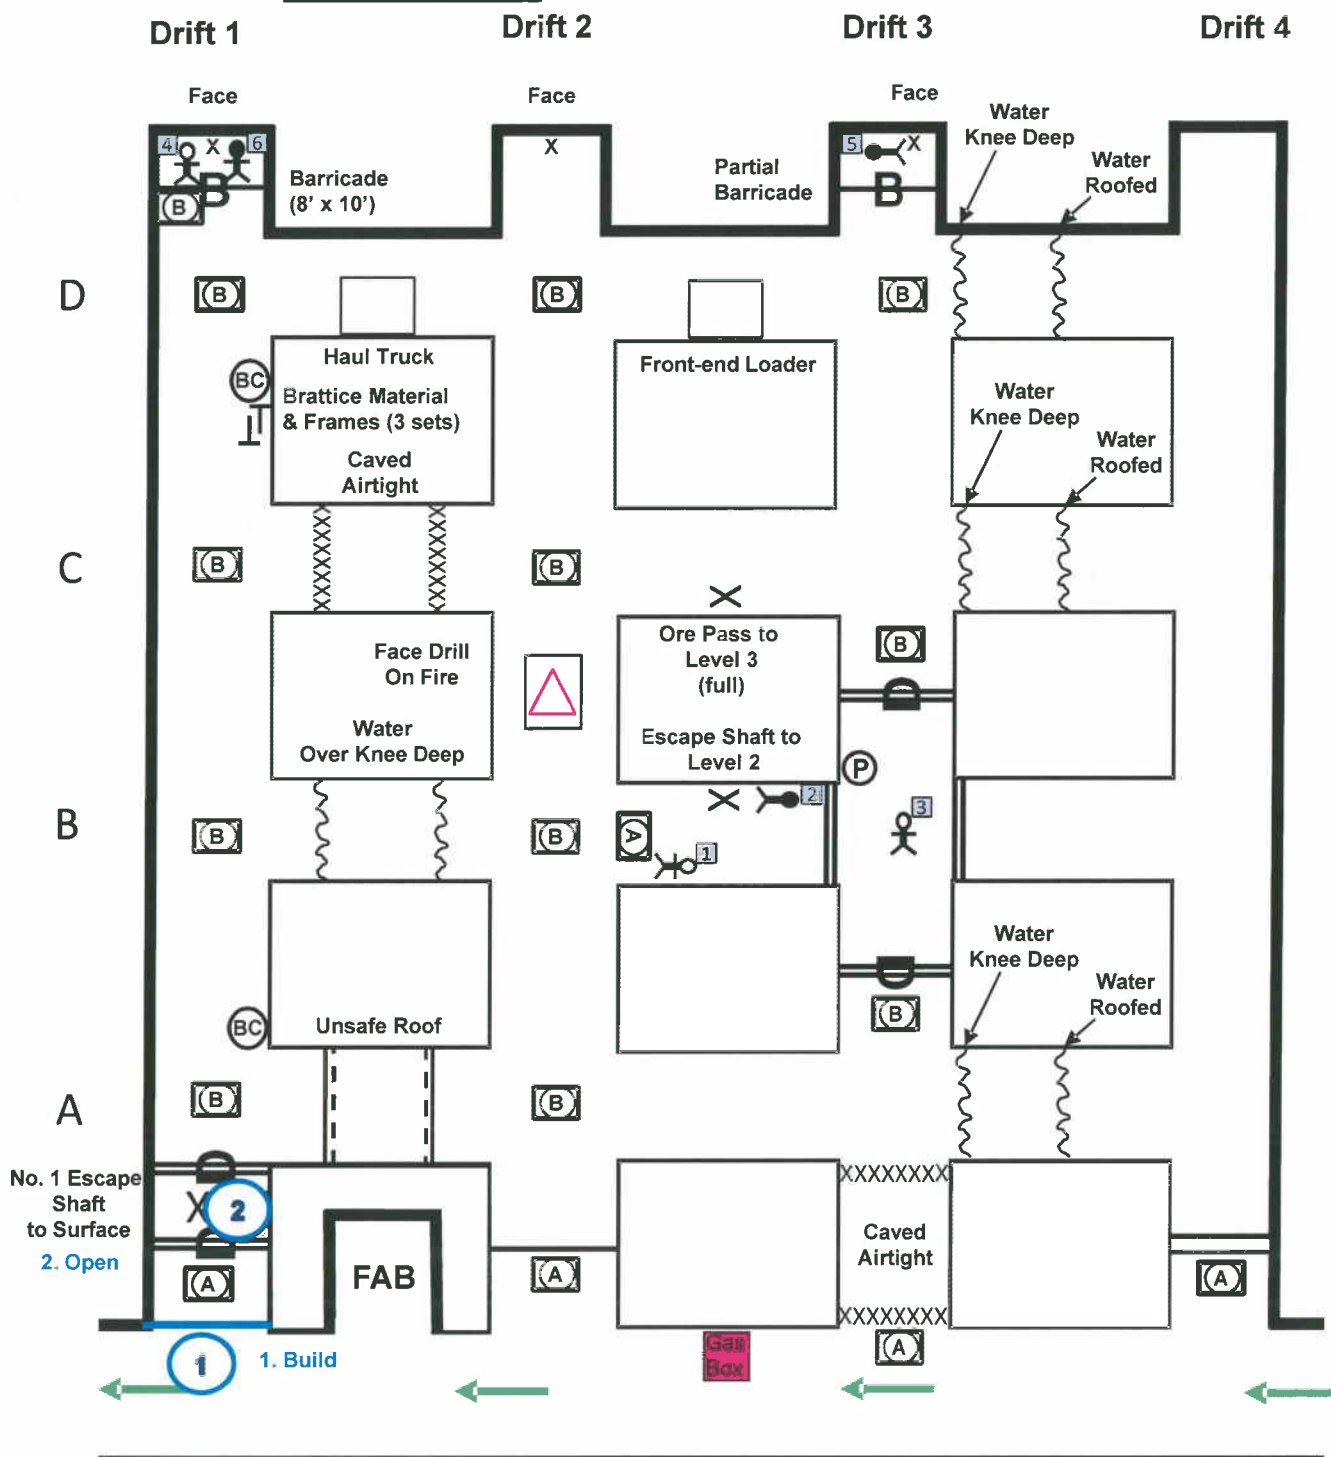 Drift 1
Drift 2
Drift 3
Drift 4
Face
Face
Face
Water
Knee Deep
Water
Roofed
4
X
6
B
B
Barricade
(8' x 10')
X
Partial
Barricade
5
X
B
D
B
B
B
Haul Truck
Brattice Material
& Frames (3 sets)
Caved
Airtight
BC
Front-end Loader
Water
Knee Deep
Water
Roofed
C
B
B
XXXXXXXX
XXXXXXXX
X
Face Drill
On Fire
Water
Over Knee Deep
Ore Pass to
Level 3
(full)
Escape Shaft to
Level 2
B
P
B
B
B
A
X
2
1
3
Water
Knee Deep
Water
Roofed
B
BC
Unsafe Roof
A
B
B
No. 1 Escape
Shaft
to Surface
2. Open
X
2
A
FAB
A
XXXXXXX
Caved
Airtight
XXXXXXX
A
A
Gas
Box
1
1. Build